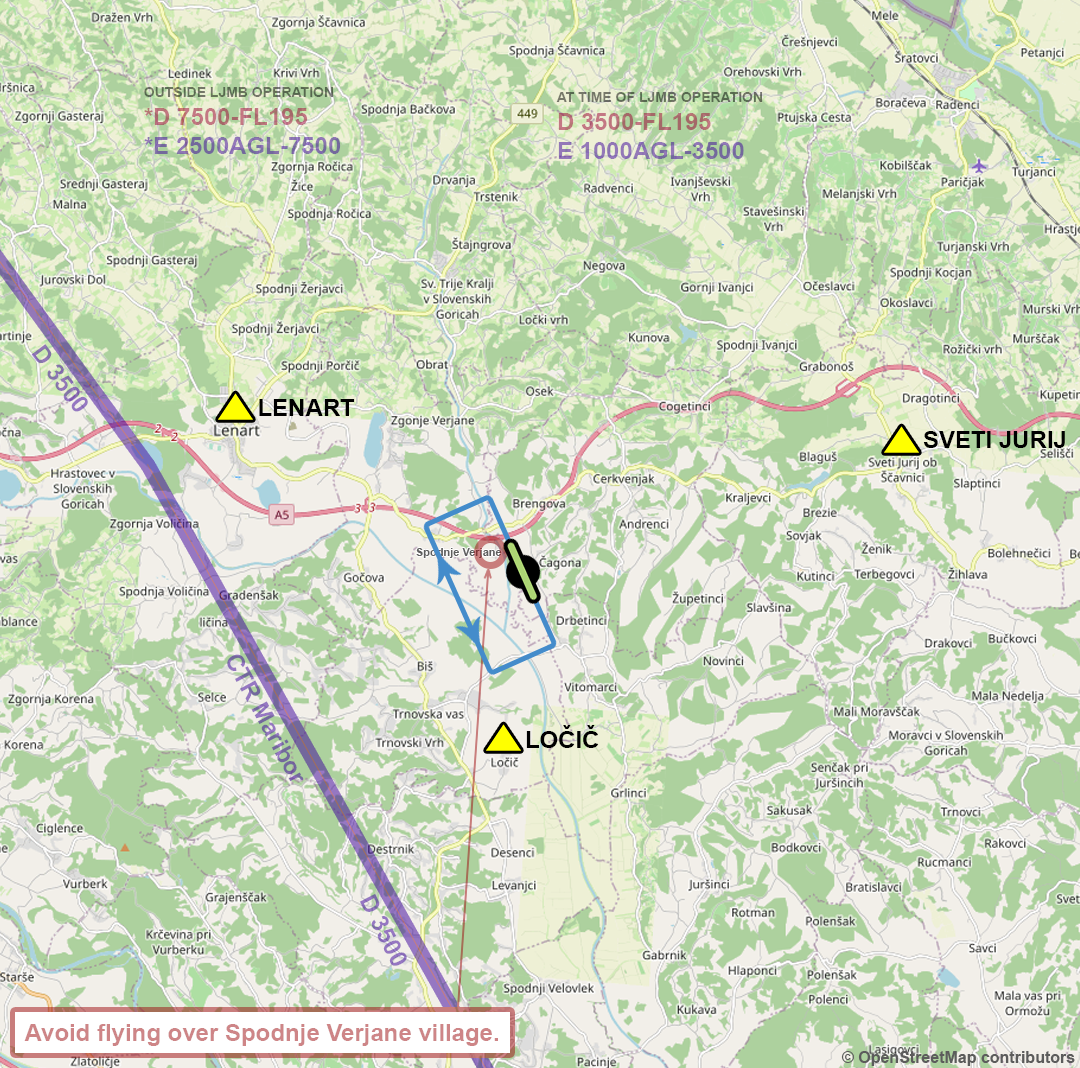 Dražen Vrh
Zgornja Ščavnica
Mele
Črešnjevci
Spodnja Ščavnica
Petanjci
Šratovci
Ledinek
Krivi Vrh
Orehovski Vrh
OUTSIDE LJMB OPERATION
*D 7500-FL195
*E 2500AGL-7500
AT TIME OF LJMB OPERATION
D 3500-FL195
E 1000AGL-3500
Boračeva
Radenci
Zgornji Gasteraj
Spodnja Bačkova
449
Ptujska Cesta
Zgornja Ročica
Kobilščak
Turjanci
Srednji Gasteraj
Žice
Drvanja
Radvenci
Ivanjševski
Vrh
Paričjak
Melanjski Vrh
Malna
Trstenik
Spodnja Ročica
Stavešinski
Vrh
Štajngrova
Turjanski Vrh
Spodnji Gasteraj
Negova
Spodnji Kocjan
Jurovski Dol
Spodnji Žerjavci
Sv. Trije Kralji
v Slovenskih
Goricah
Gornji Ivanjci
Očeslavci
Okoslavci
Ločki vrh
Spodnji Žerjavci
Kunova
Spodnji Ivanjci
Murščak
Rožički vrh
D 3500
Spodnji Porčič
Obrat
Grabonoš
Osek
Dragotinci
LENART
Lenart
Cogetinci
Zgonje Verjane
2
2
SVETI JURIJ
Selišči
Blaguš
Sveti Jurij ob
Ščavnici
Hrastovec v
Slovenskih
Goricah
Cerkvenjak
Slaptinci
Kraljevci
Brengova
3
3
A5
Zgornja Voličina
Brezie
Andrenci
Sovjak
Spodnje Verjane
Ženik
Bolehnečici
Čagona
Gočova
Kutinci
Terbegovci
Žihlava
Spodnja Voličina
Gradenšak
Župetinci
Slavšina
Drbetinci
Bučkovci
Drakovci
Biš
Novinci
CTR Maribor
Zgornja Korena
Selce
Vitomarci
Mala Nedelja
Trnovska vas
Mali Moravščak
Korena
Trnovski Vrh
LOČIČ
Ločič
Moravci v Slovenskih
Goricah
Senčak pri
Juršincih
Grlinci
Sakusak
Trnovci
Ciglence
Destrnik
Desenci
Bodkovci
Rakovci
Rucmanci
Vurberk
Levanjci
Juršinci
Bratislavci
Grajenščak
D 3500
Rotman
Polenšak
Krčevina pri
Vurberku
Savci
Gabrnik
Starše
Hlaponci
Polenšak
Spodnji Velovlek
Polenci
Mala vas pri
Ormožu
Kukava
Avoid flying over Spodnje Verjane village.
Zlatoličje
Pacinje
Lasigovci
© OpenStreetMap contributors